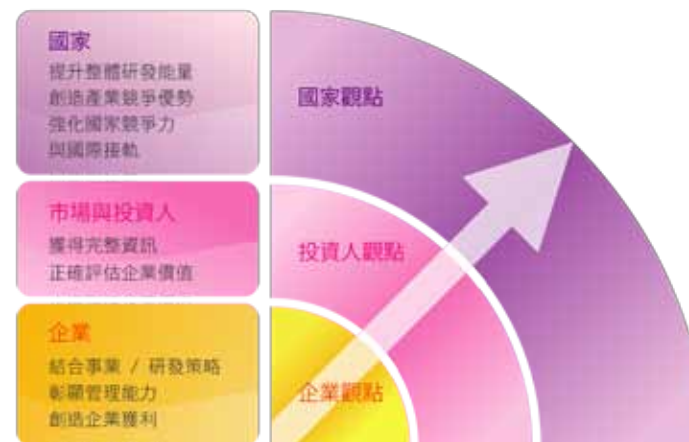 國家
提升整體研發能量
創造產業競爭優勢
強化國家競爭力
與國際接軌
國家觀點
市場與投資人
獲得完整資訊
正確評估企業價值
投資人觀點
企業
結合事業 / 研發策略
彰顯管理能力
創造企業獲利
企業觀點